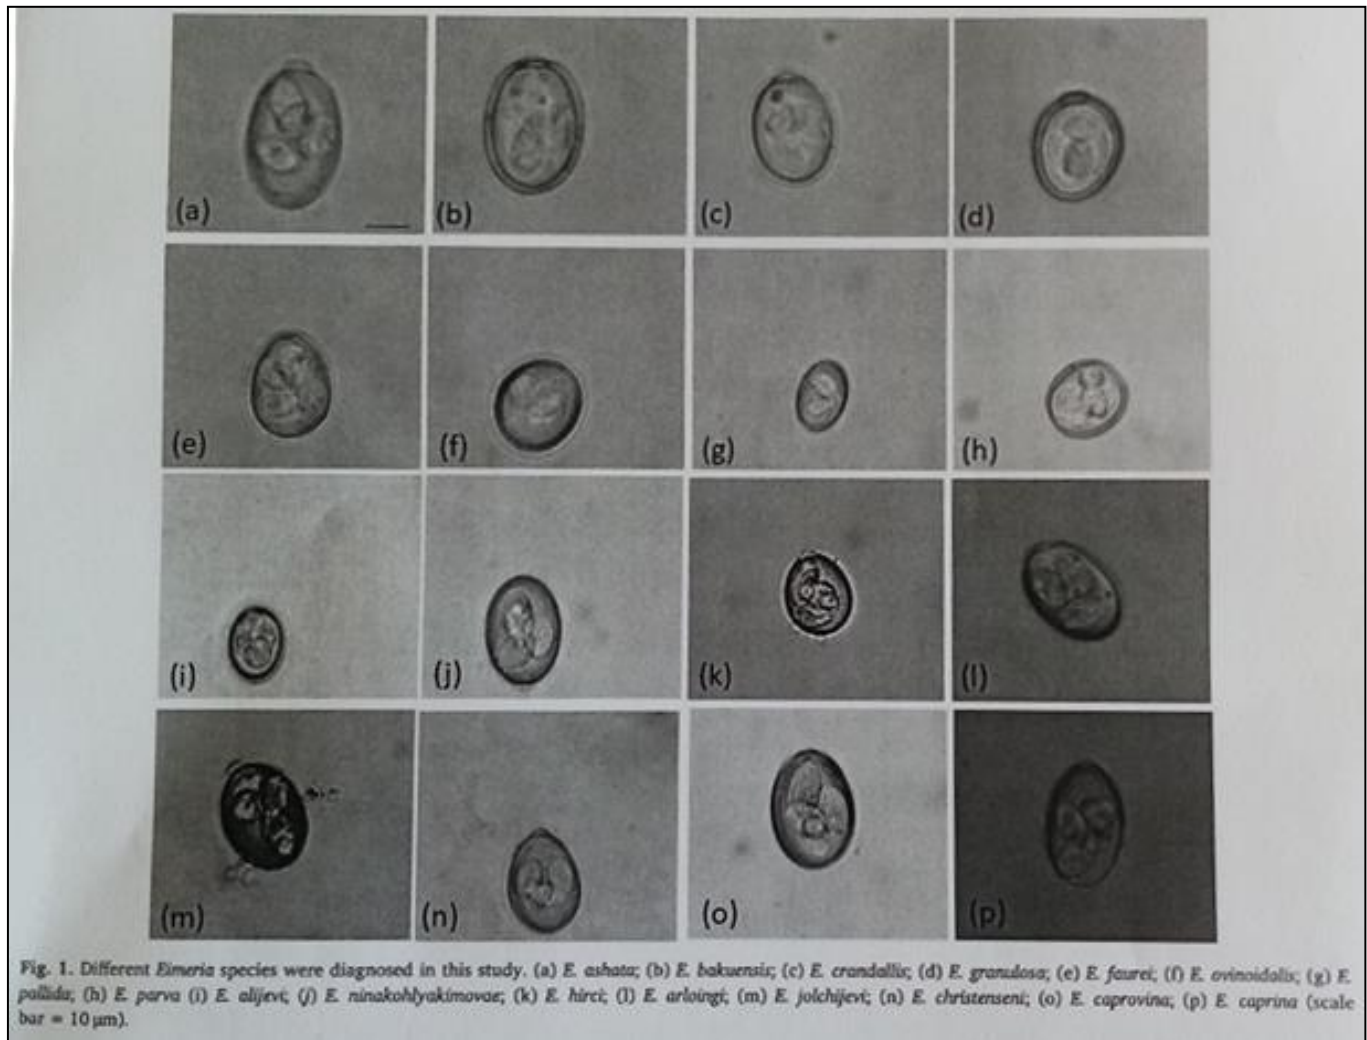 (a) (b) (c) (d)
(e) (f) (g) (h)
(i) (j) (k) (l)
(m) (n) (o) (p)
Fig. 1. Different Eimeria species were diagnosed in this study. (a) E. ashata; (b) E. bakuensis; (c) E. crandallis; (d) E. granulosa; (e) E. faurei; (f) E. ovinoidalis; (g) E.
pallida; (h) E. parva (i) E. alijevi; (j) E. ninakohlyakimovae; (k) E. hirci; (l) E. arloingi; (m) E. jolchijevi; (n) E. christenseni; (o) E. caprovina; (p) E. caprina (scale
bar = 10 μm).